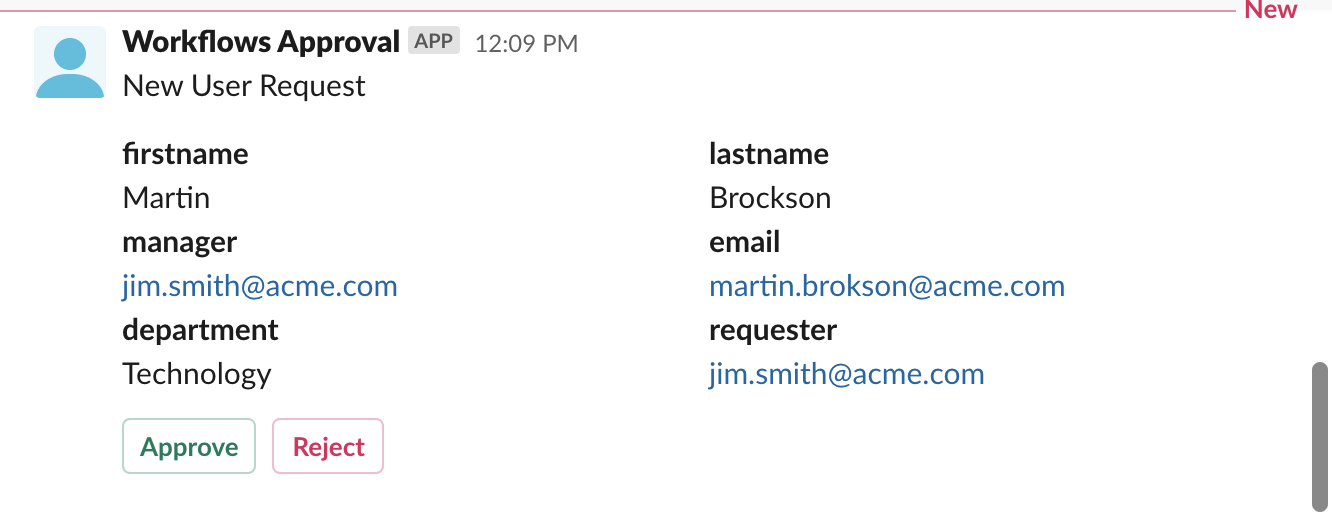 New
Workflows Approval APP 12:09 PM
New User Request
firstname lastname
Martin Brockson
manager email
jim.smith@acme.com martin.brokson@acme.com
department requester
Technology jim.smith@acme.com
Approve Reject